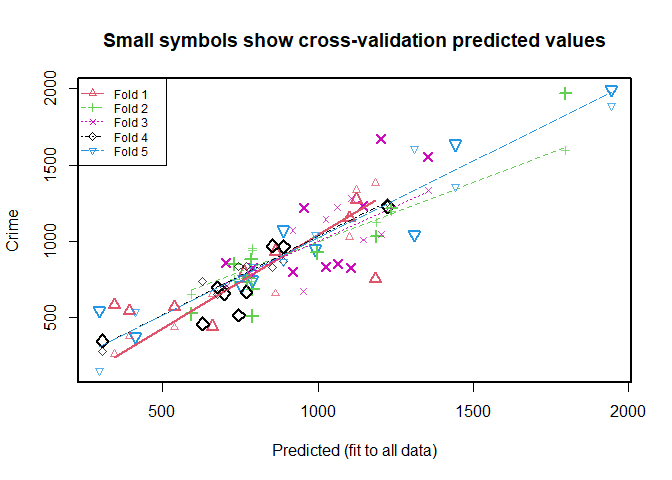 Small symbols show cross-validation predicted values
Fold 1
Fold 2
Fold 3
Fold 4
Fold 5
Crime
2000
1500
1000
500
500 1000 1500 2000
Predicted (fit to all data)